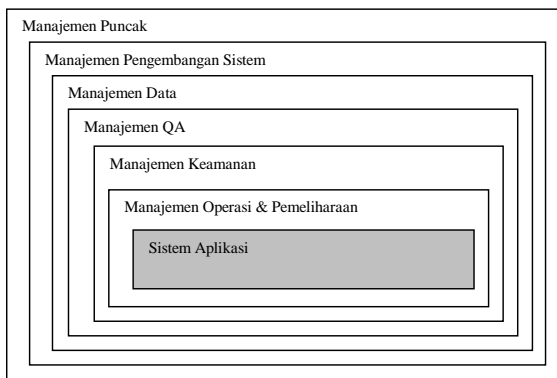 Manajemen Puncak
Manajemen Pengembangan Sistem
Manajemen Data
Manajemen QA
Manajemen Keamanan
Manajemen Operasi & Pemeliharaan
Sistem Aplikasi